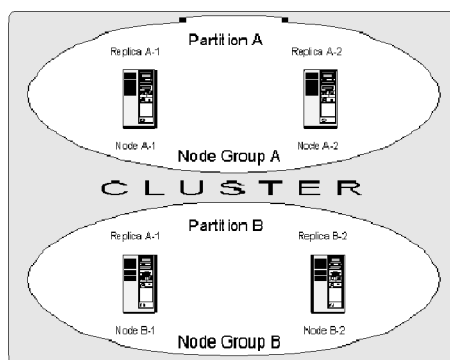 Partition A
Replica A-1
Replica A-2
Node A-1
Node A-2
Node Group A
CLUSTER
Partition B
Replica A-1
Replica B-2
Node B-1
Node B-2
Node Group B